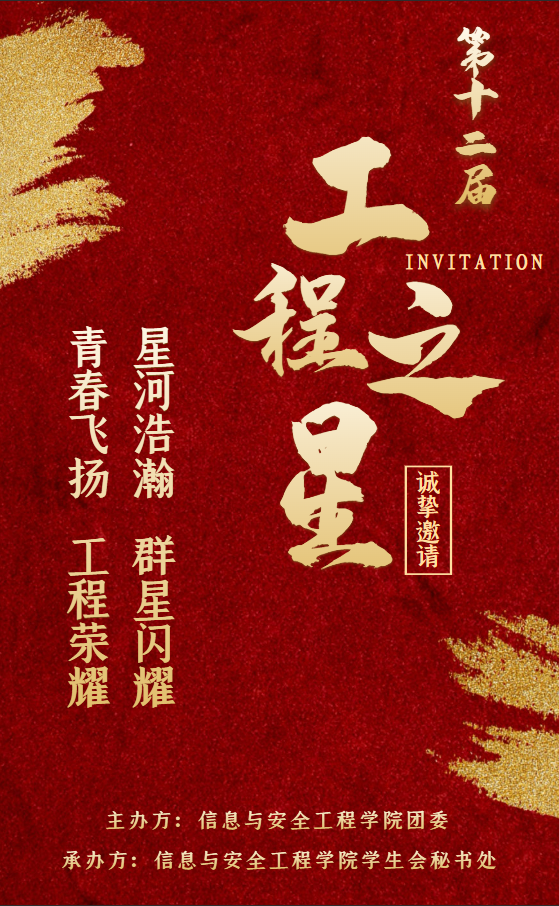 第十二届
工程之星
INVITATION
诚挚邀请
星河浩瀚 群星闪耀
青春飞扬 工程荣耀
主办方：信息与安全工程学院团委
承办方：信息与安全工程学院学生会秘书处